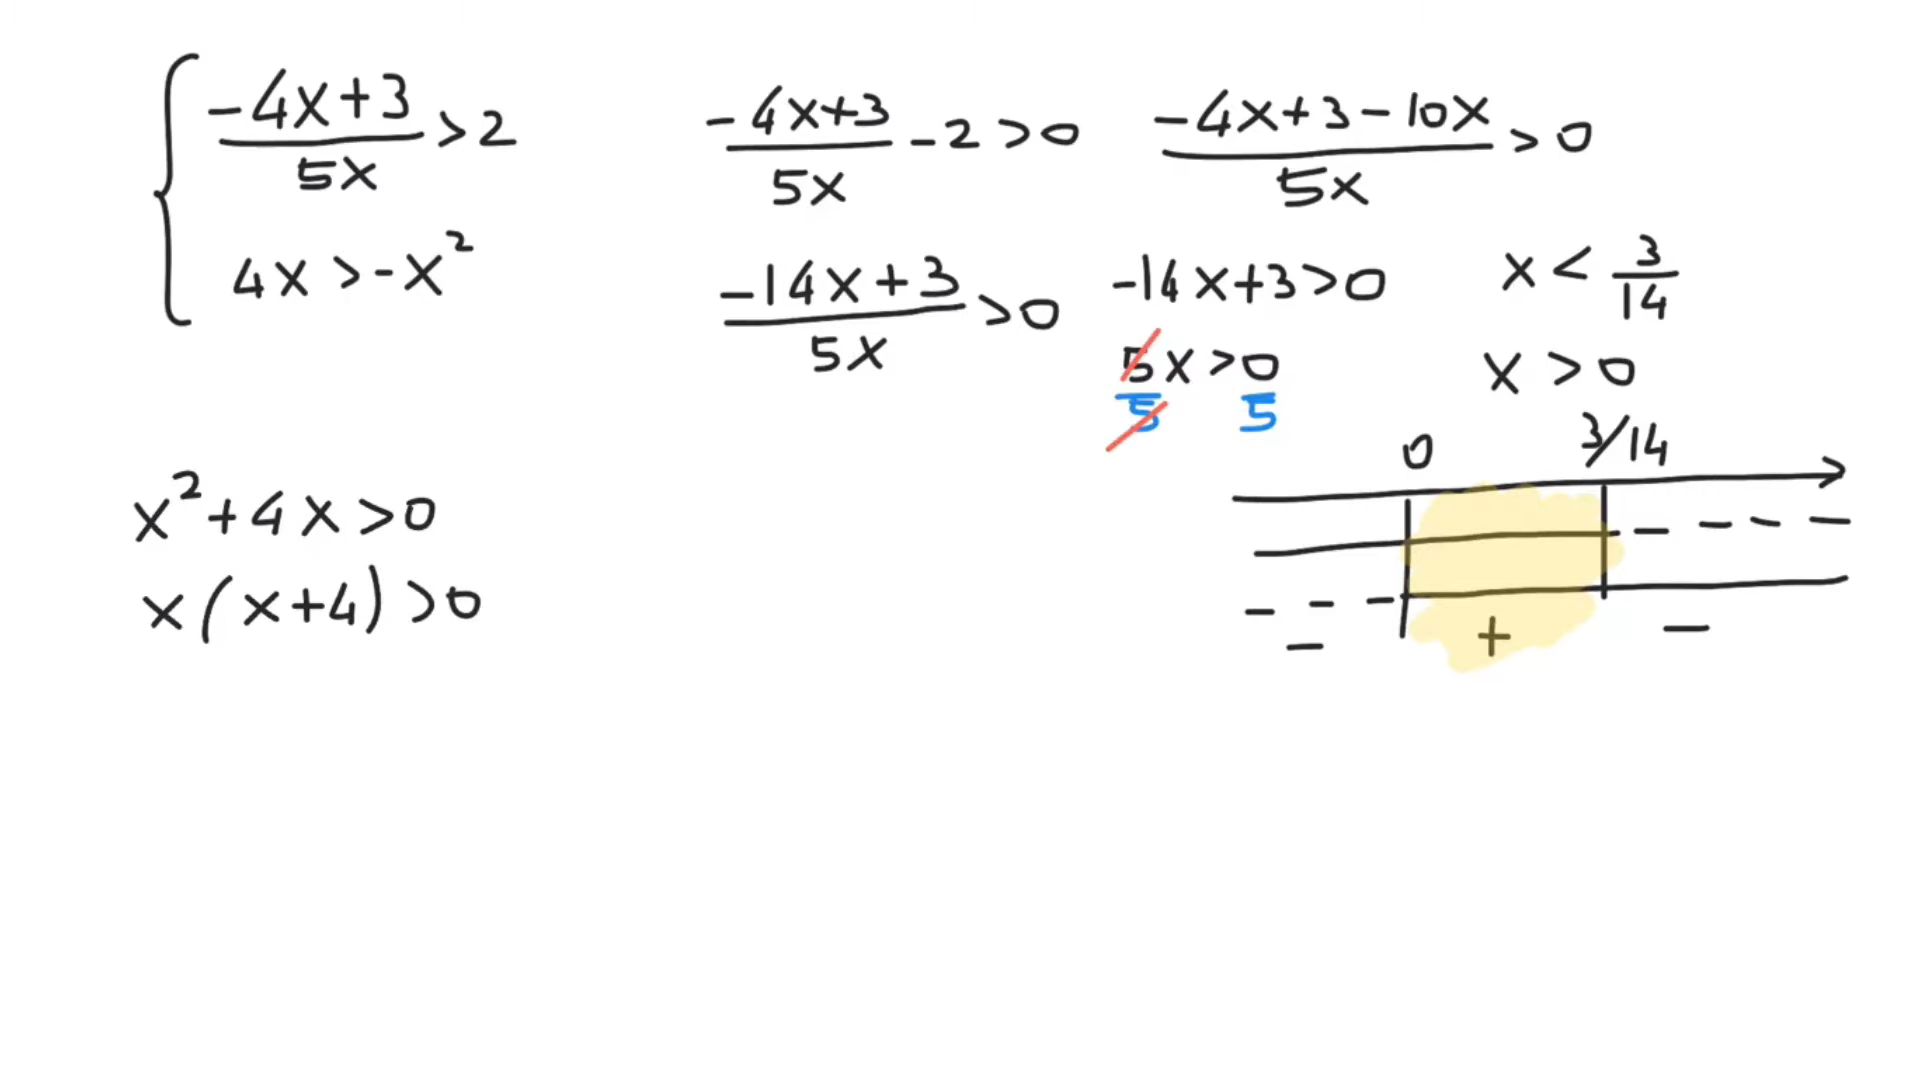 -4x+3 / 5x > 2
4x > -x²
-4x+3 / 5x - 2 > 0
-4x+3-10x / 5x > 0
-14x+3 / 5x > 0
-14x+3 > 0
x < 3/14
5x > 0
5 5
x > 0
0 3/14
- - - -
- - -
- + -
x²+4x > 0
x(x+4) > 0